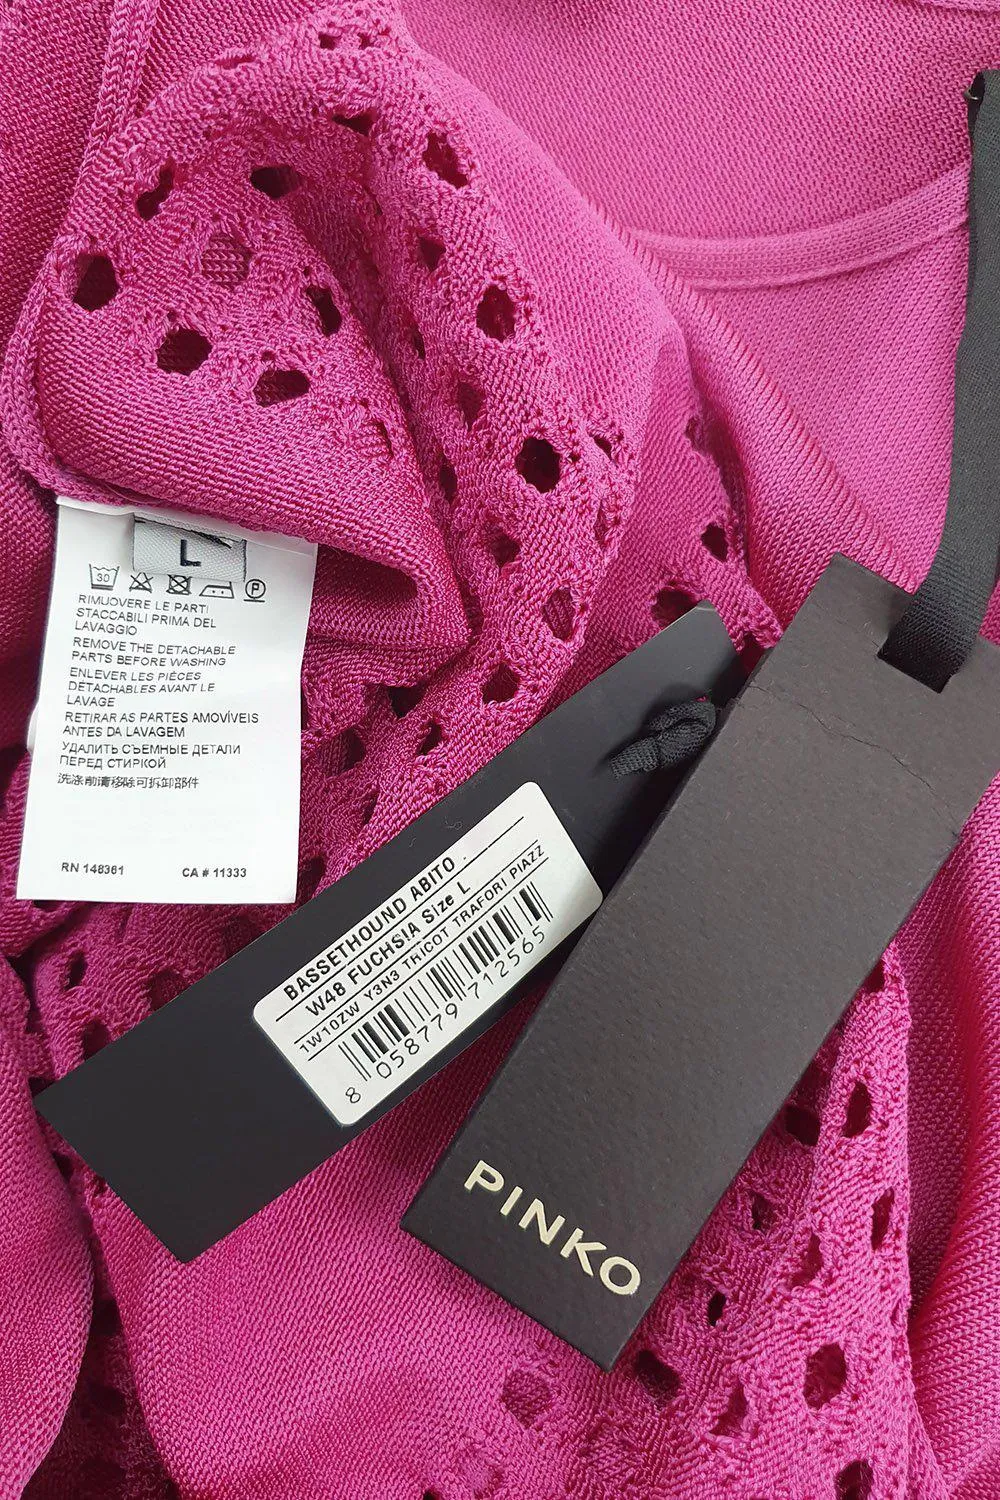 L
30
P
RIMUOVERE LE PARTI
STACCABILI PRIMA DEL
LAVAGGIO
REMOVE THE DETACHABLE
PARTS BEFORE WASHING
ENLEVER LES PIÈCES
DÉTACHABLES AVANT LE
LAVAGE
RETIRAR AS PARTES AMOVÍVEIS
ANTES DA LAVAGEM
УДАЛИТЬ СЪЕМНЫЕ ДЕТАЛИ
ПЕРЕД СТИРКОЙ
洗涤前请移除可拆卸部件
RN 148361 CA # 11333
BASSETHOUND ABITO
W48 FUCHSIA Size L
1W10ZW Y3N3 TRICOT TRAFORI PIAZZ
8 058779 712565
PINKO